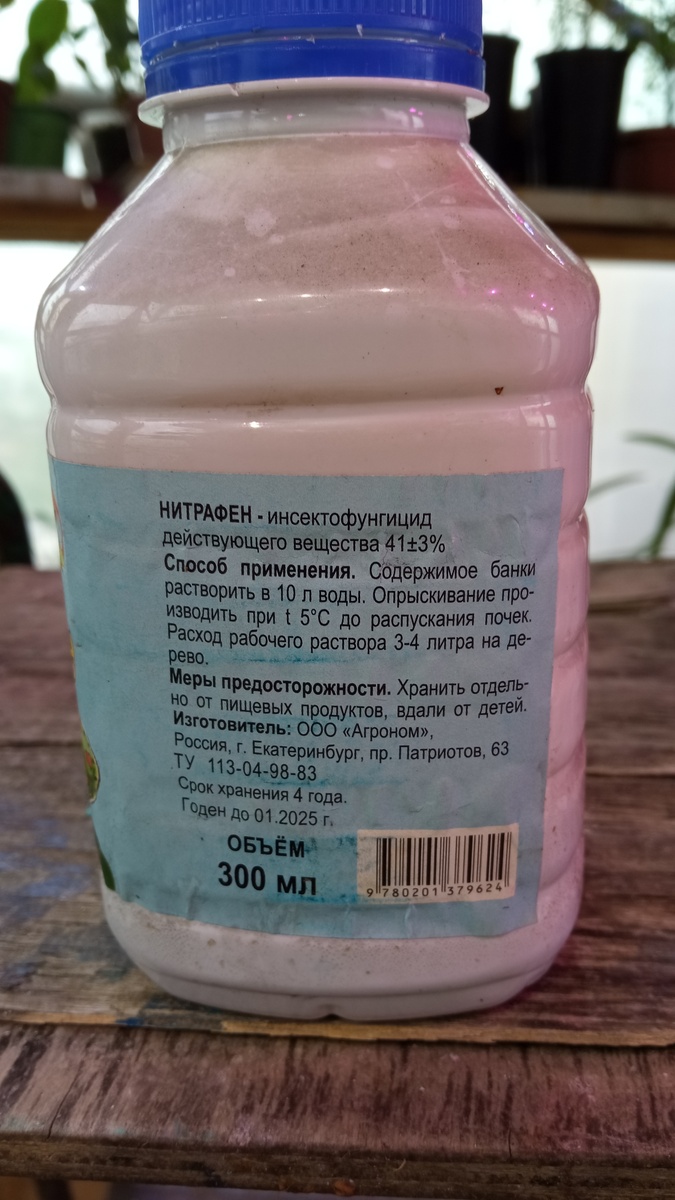 НИТРАФЕН - инсектофунгицид
действующего вещества 41±3%
Способ применения. Содержимое банки
растворить в 10 л воды. Опрыскивание про-
изводить при t 5°С до распускания почек.
Расход рабочего раствора 3-4 литра на де-
рево.
Меры предосторожности. Хранить отдель-
но от пищевых продуктов, вдали от детей.
Изготовитель: ООО «Агроном»,
Россия, г. Екатеринбург, пр. Патриотов, 63
ТУ 113-04-98-83
Срок хранения 4 года.
Годен до 01.2025 г.
ОБЪЁМ
300 мл
9 780201 379624